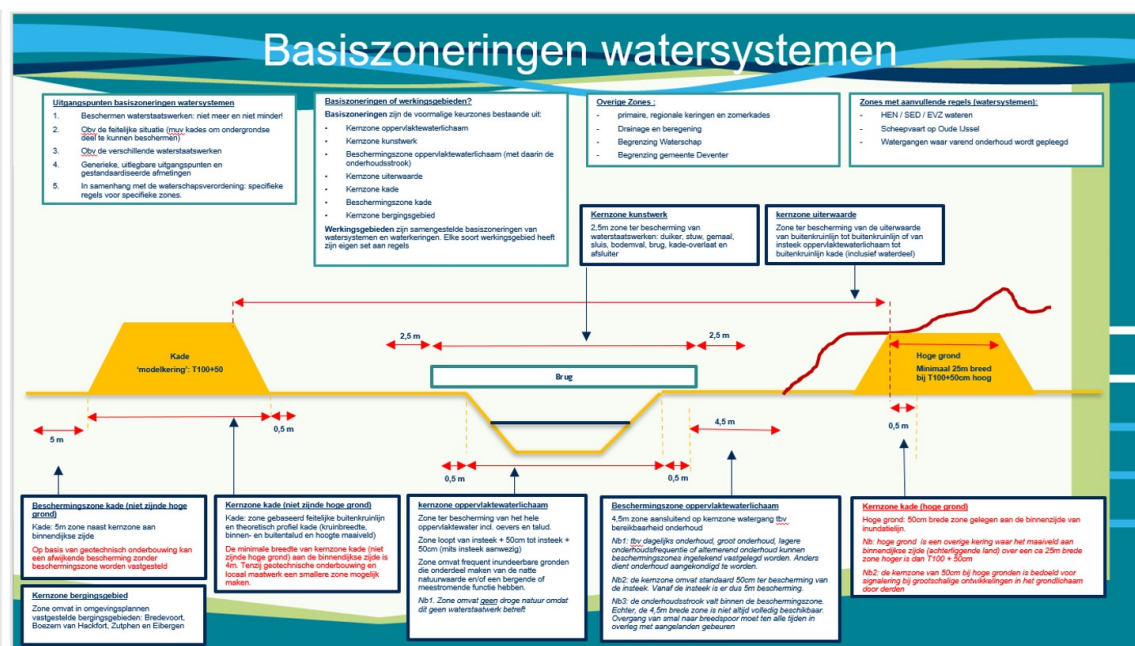 Basiszoneringen watersystemen
Uitgangspunten basiszoneringen watersystemen
1. Beschermen waterstaatswerken: niet meer en niet minder!
2. Obv de feitelijke situatie (muv kades om ondergrondse
deel te kunnen beschermen)
3. Obv de verschillende waterstaatswerken
4. Generieke, uitlegbare uitgangspunten en
gestandaardiseerde afmetingen
5. In samenhang met de waterschapsverordening: specifieke
regels voor specifieke zones.
Basiszoneringen of werkingsgebieden?
Basiszoneringen zijn de voormalige keurzones bestaande uit:
• Kernzone oppervlaktewaterlichaam
• Kernzone kunstwerk
• Beschermingszone oppervlaktewaterlichaam (met daarin de
onderhoudsstrook)
• Kernzone uiterwaarde
• Kernzone kade
• Beschermingszone kade
• Kernzone bergingsgebied
Werkingsgebieden zijn samengestelde basiszoneringen van
watersystemen en waterkeringen. Elke soort werkingsgebied heeft
zijn eigen set aan regels
Overige Zones :
- primaire, regionale keringen en zomerkades
- Drainage en beregening
- Begrenzing Waterschap
- Begrenzing gemeente Deventer
Zones met aanvullende regels (watersystemen):
- HEN / SED / EVZ wateren
- Scheepvaart op Oude IJssel
- Watergangen waar varend onderhoud wordt gepleegd
Kernzone kunstwerk
2,5m zone ter bescherming van
waterstaatswerken: duiker, stuw, gemaal,
sluis, bodemval, brug, kade-overlaat en
afsluiter
kernzone uiterwaarde
Zone ter bescherming van de uiterwaarde
van buitenkruinlijn tot buitenkruinlijn of van
insteek oppervlaktewaterlichaam tot
buitenkruinlijn kade (inclusief waterdeel)
2,5 m
2,5 m
Kade
'modelkering': T100+50
Brug
Hoge grond
Minimaal 25m breed
bij T100+50cm hoog
5 m
0,5 m
0,5 m
0,5 m
4,5 m
0,5 m
Beschermingszone kade (niet zijnde hoge
grond)
Kade: 5m zone naast kernzone aan
binnendijkse zijde
Op basis van geotechnisch onderbouwing kan
een afwijkende bescherming zonder
beschermingszone worden vastgesteld
Kernzone bergingsgebied
Zone omvat in omgevingsplannen
vastgestelde bergingsgebieden: Bredevoort,
Boezem van Hackfort, Zutphen en Eibergen
Kernzone kade (niet zijnde hoge grond)
Kade: zone gebaseerd feitelijke buitenkruinlijn
en theoretisch profiel kade (kruinbreedte,
binnen- en buitentalud en hoogte maaiveld)
De minimale breedte van kernzone kade (niet
zijnde hoge grond) aan de binnendijkse zijde is
4m. Tenzij geotechnische onderbouwing en
locaal maatwerk een smallere zone mogelijk
maken.
kernzone oppervlaktewaterlichaam
Zone ter bescherming van het hele
oppervlaktewater incl. oevers en talud.
Zone loopt van insteek + 50cm tot insteek +
50cm (mits insteek aanwezig)
Zone omvat frequent inundeerbare gronden
die onderdeel maken van de natte
natuurwaarde en/of een bergende of
meestromende functie hebben.
Nb1. Zone omvat geen droge natuur omdat
dit geen waterstaatwerk betreft
Beschermingszone oppervlaktewaterlichaam
4,5m zone aansluitend op kernzone watergang tbv
bereikbaarheid onderhoud
Nb1: tbv dagelijks onderhoud, groot onderhoud, lagere
onderhoudsfrequentie of alternerend onderhoud kunnen
beschermingszones ingetekend vastgelegd worden. Anders
dient onderhoud aangekondigd te worden.
Nb2: de kernzone omvat standaard 50cm ter bescherming van
de insteek. Vanaf de insteek is er dus 5m bescherming.
Nb3: de onderhoudsstrook valt binnen de beschermingszone.
Echter, de 4,5m brede zone is niet altijd volledig beschikbaar.
Overgang van smal naar breedspoor moet ten alle tijden in
overleg met aangelanden gebeuren
Kernzone kade (hoge grond)
Hoge grond: 50cm brede zone gelegen aan de binnenzijde van
inundatielijn.
Nb: hoge grond is een overige kering waar het maaiveld aan
binnendijkse zijde (achterliggende land) over een ca 25m brede
zone hoger is dan T100 + 50cm
Nb2: de kernzone van 50cm bij hoge gronden is bedoeld voor
signalering bij grootschalige ontwikkelingen in het grondlichaam
door derden